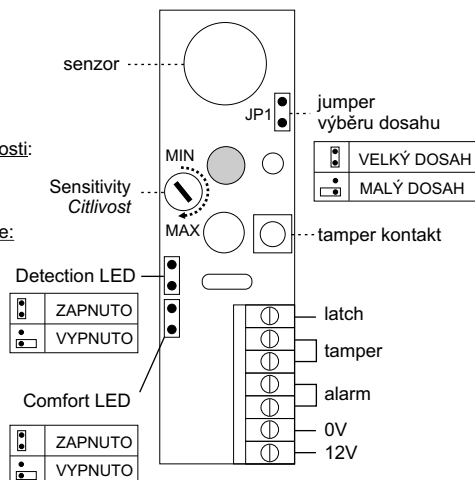 senzor
JP1
jumper
výběru dosahu
VELKÝ DOSAH
MALÝ DOSAH
osti:
MIN
Sensitivity
Citlivost
MAX
e:
tamper kontakt
Detection LED
ZAPNUTO
VYPNUTO
latch
tamper
alarm
0V
12V
Comfort LED
ZAPNUTO
VYPNUTO